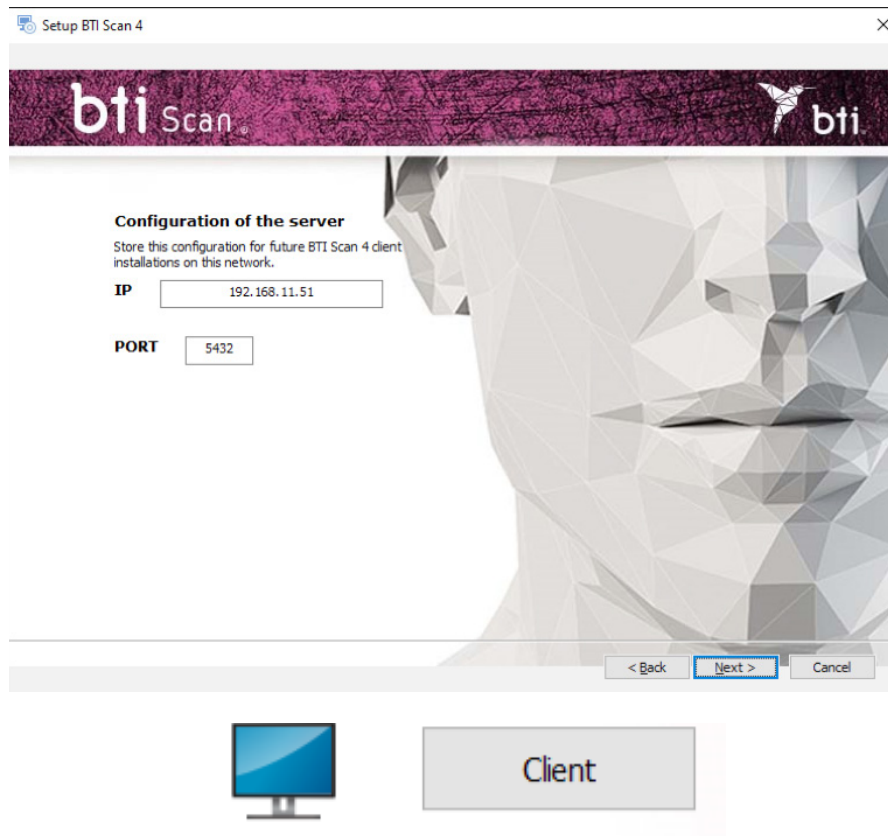 Setup BTI Scan 4
bti Scan®
bti
Configuration of the server
Store this configuration for future BTI Scan 4 client
installations on this network.
IP 192.168.11.51
PORT 5432
< Back Next > Cancel
Client